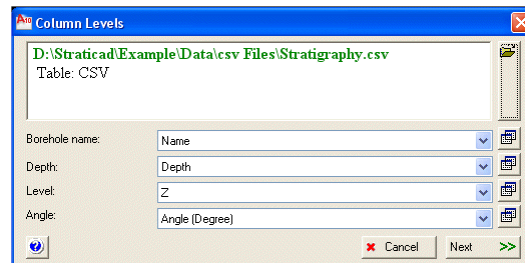 A10 Column Levels
D:\Straticad\Example\Data\csv Files\Stratigraphy.csv
Table: CSV
Borehole name: Name
Depth: Depth
Level: Z
Angle: Angle (Degree)
? Cancel Next >>